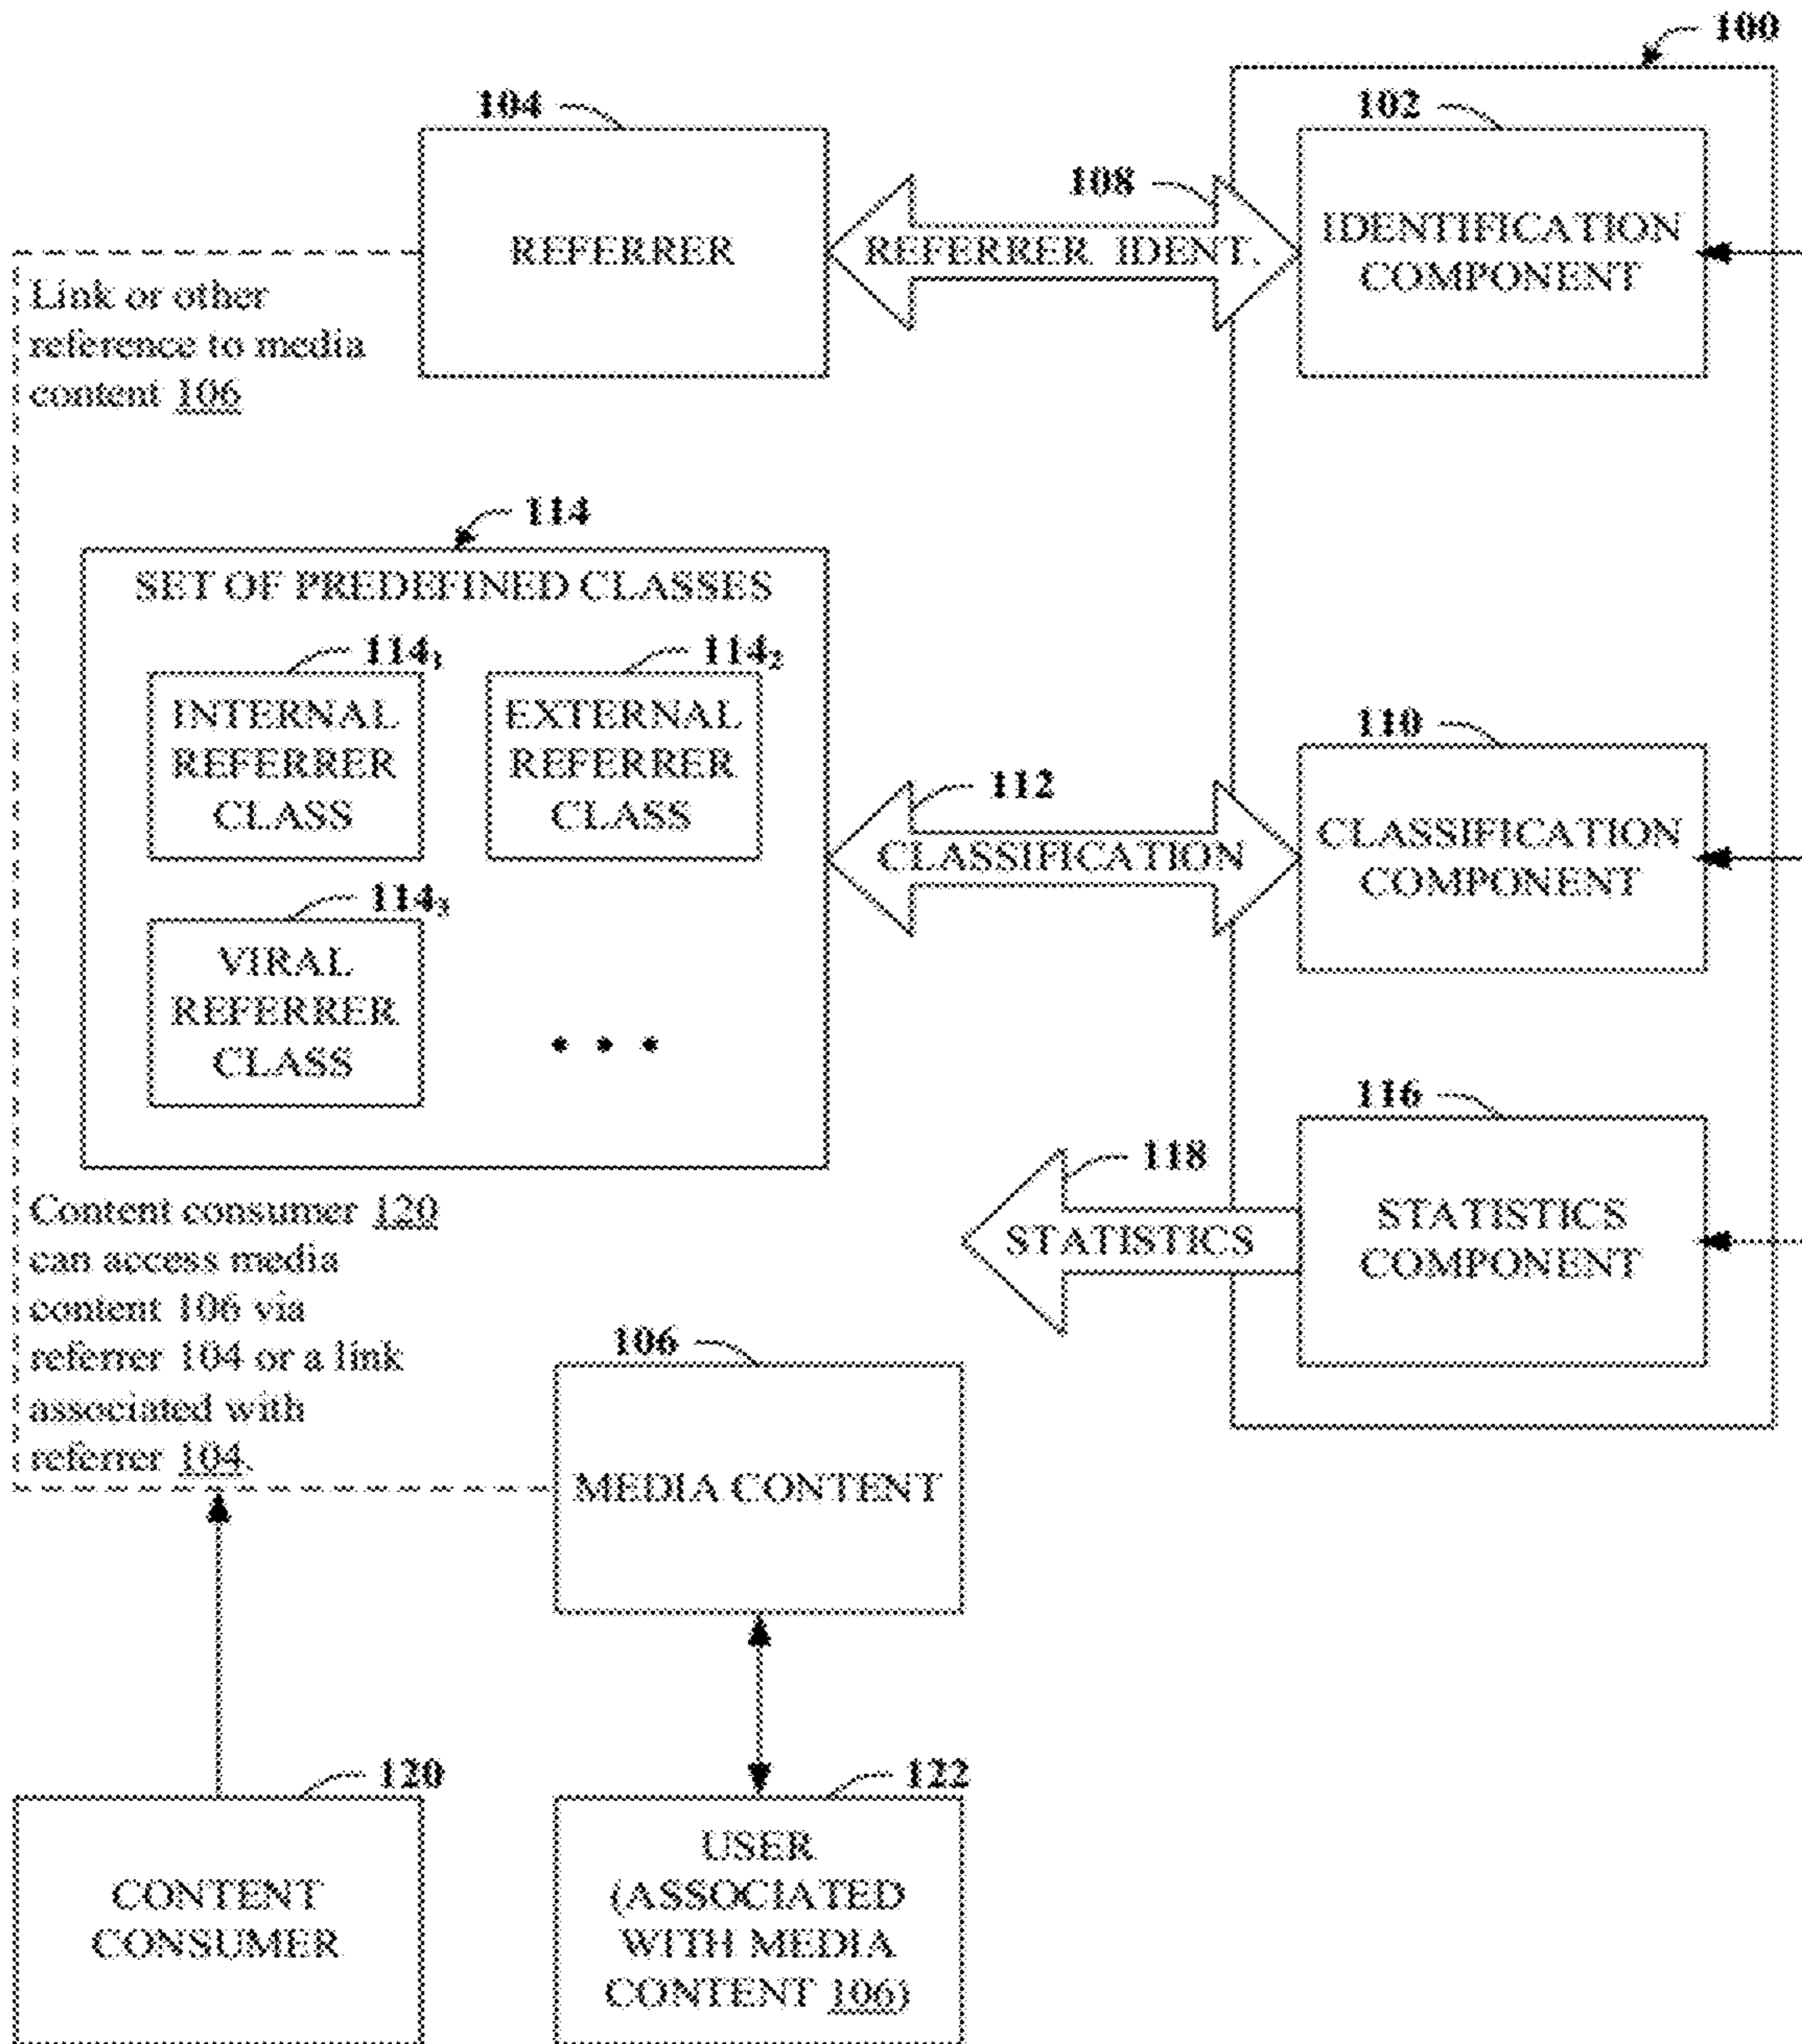 100
104
102
108
REFERRER
REFERRER IDENT.
IDENTIFICATION
COMPONENT
Link or other
reference to media
content 106
114
SET OF PREDEFINED CLASSES
114₁
INTERNAL
REFERRER
CLASS
114₂
EXTERNAL
REFERRER
CLASS
114₃
VIRAL
REFERRER
CLASS
• • •
112
CLASSIFICATION
110
CLASSIFICATION
COMPONENT
118
STATISTICS
116
STATISTICS
COMPONENT
Content consumer 120
can access media
content 106 via
referrer 104 or a link
associated with
referrer 104.
106
MEDIA CONTENT
120
CONTENT
CONSUMER
122
USER
(ASSOCIATED
WITH MEDIA
CONTENT 106)